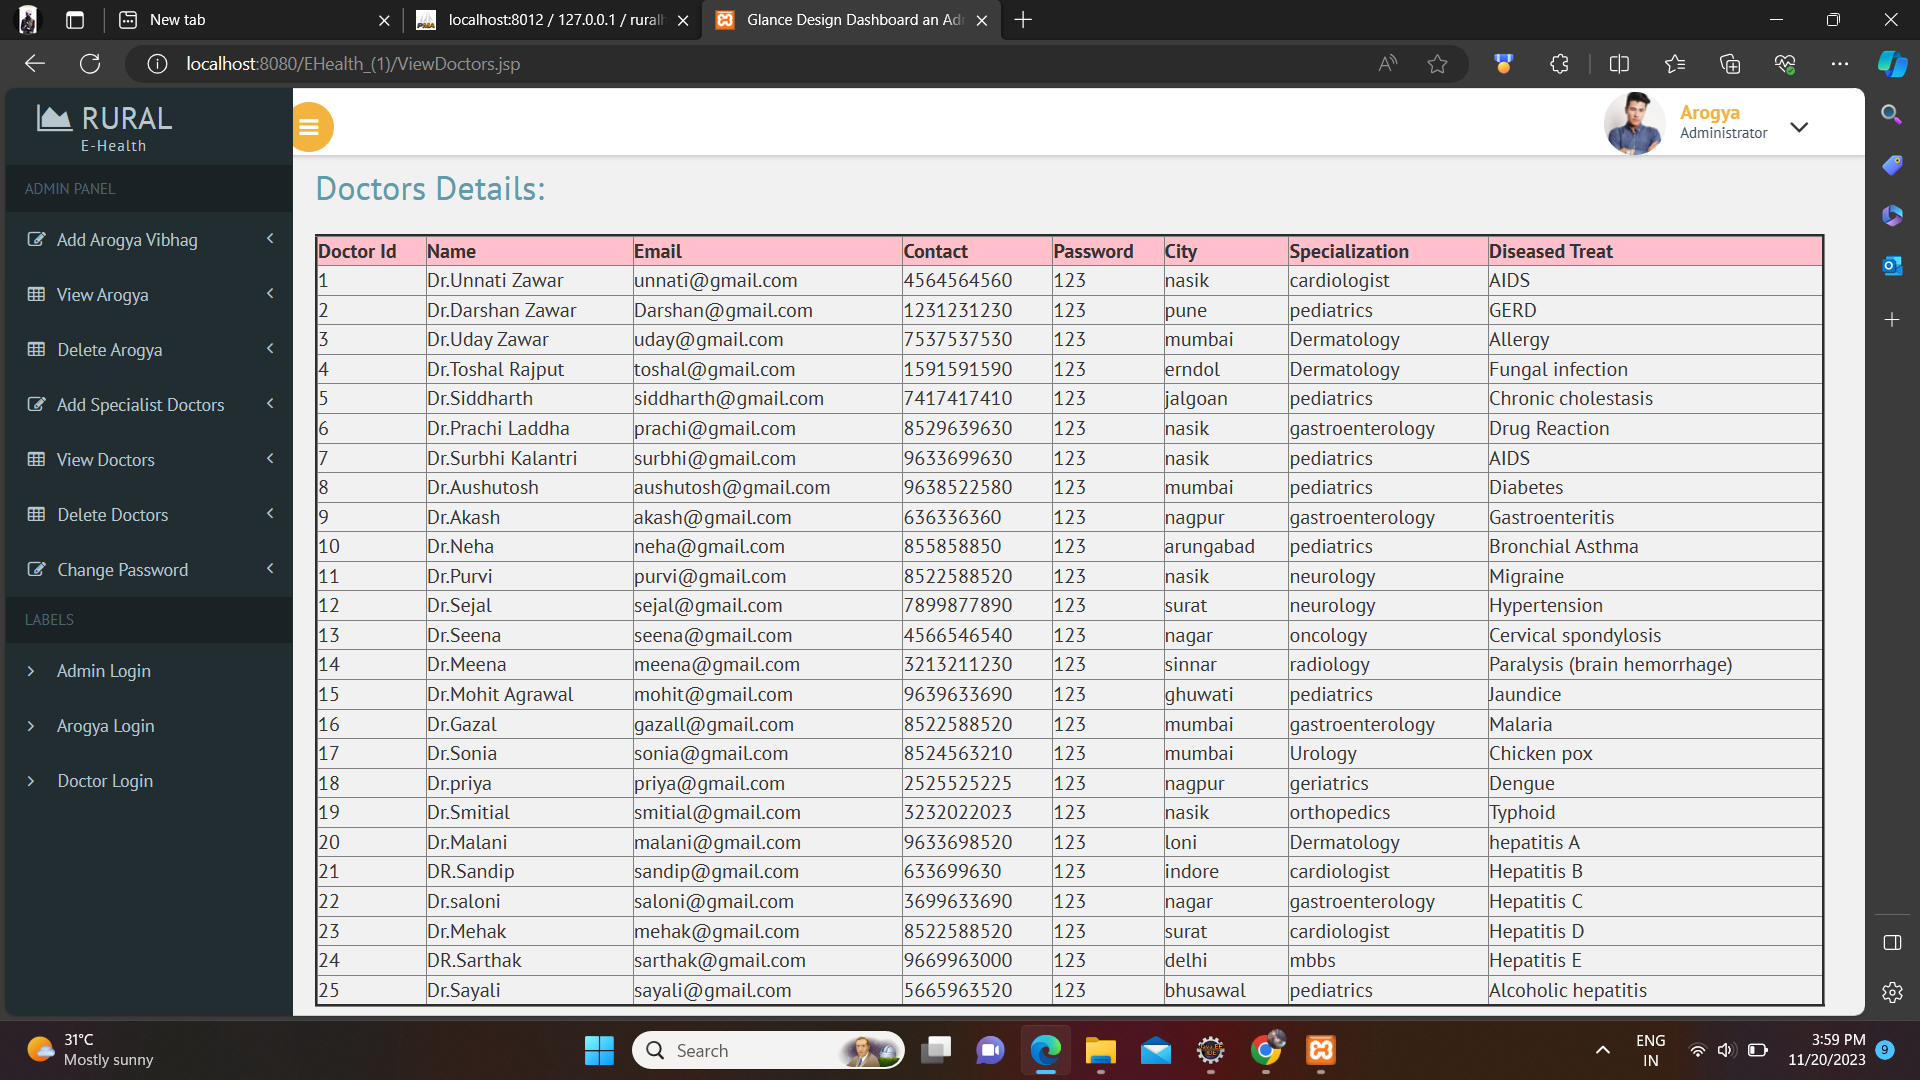 New tab
localhost:8012 / 127.0.0.1 / rural
Glance Design Dashboard an Ad
localhost:8080/EHealth_(1)/ViewDoctors.jsp
RURAL
E-Health
Arogya
Administrator
ADMIN PANEL
Add Arogya Vibhag
View Arogya
Delete Arogya
Add Specialist Doctors
View Doctors
Delete Doctors
Change Password
LABELS
Admin Login
Arogya Login
Doctor Login
Doctors Details:
Doctor Id Name Email Contact Password City Specialization Diseased Treat
1 Dr.Unnati Zawar unnati@gmail.com 4564564560 123 nasik cardiologist AIDS
2 Dr.Darshan Zawar Darshan@gmail.com 1231231230 123 pune pediatrics GERD
3 Dr.Uday Zawar uday@gmail.com 7537537530 123 mumbai Dermatology Allergy
4 Dr.Toshal Rajput toshal@gmail.com 1591591590 123 erndol Dermatology Fungal infection
5 Dr.Siddharth siddharth@gmail.com 7417417410 123 jalgoan pediatrics Chronic cholestasis
6 Dr.Prachi Laddha prachi@gmail.com 8529639630 123 nasik gastroenterology Drug Reaction
7 Dr.Surbhi Kalantri surbhi@gmail.com 9633699630 123 nasik pediatrics AIDS
8 Dr.Aushutosh aushutosh@gmail.com 9638522580 123 mumbai pediatrics Diabetes
9 Dr.Akash akash@gmail.com 636336360 123 nagpur gastroenterology Gastroenteritis
10 Dr.Neha neha@gmail.com 855858850 123 arungabad pediatrics Bronchial Asthma
11 Dr.Purvi purvi@gmail.com 8522588520 123 nasik neurology Migraine
12 Dr.Sejal sejal@gmail.com 7899877890 123 surat neurology Hypertension
13 Dr.Seena seena@gmail.com 4566546540 123 nagar oncology Cervical spondylosis
14 Dr.Meena meena@gmail.com 3213211230 123 sinnar radiology Paralysis (brain hemorrhage)
15 Dr.Mohit Agrawal mohit@gmail.com 9639633690 123 ghuwati pediatrics Jaundice
16 Dr.Gazal gazall@gmail.com 8522588520 123 mumbai gastroenterology Malaria
17 Dr.Sonia sonia@gmail.com 8524563210 123 mumbai Urology Chicken pox
18 Dr.priya priya@gmail.com 2525525225 123 nagpur geriatrics Dengue
19 Dr.Smitial smitial@gmail.com 3232022023 123 nasik orthopedics Typhoid
20 Dr.Malani malani@gmail.com 9633698520 123 loni Dermatology hepatitis A
21 DR.Sandip sandip@gmail.com 633699630 123 indore cardiologist Hepatitis B
22 Dr.saloni saloni@gmail.com 3699633690 123 nagar gastroenterology Hepatitis C
23 Dr.Mehak mehak@gmail.com 8522588520 123 surat cardiologist Hepatitis D
24 DR.Sarthak sarthak@gmail.com 9669963000 123 delhi mbbs Hepatitis E
25 Dr.Sayali sayali@gmail.com 5665963520 123 bhusawal pediatrics Alcoholic hepatitis
31°C
Mostly sunny
Search
ENG
IN
3:59 PM
11/20/2023
9